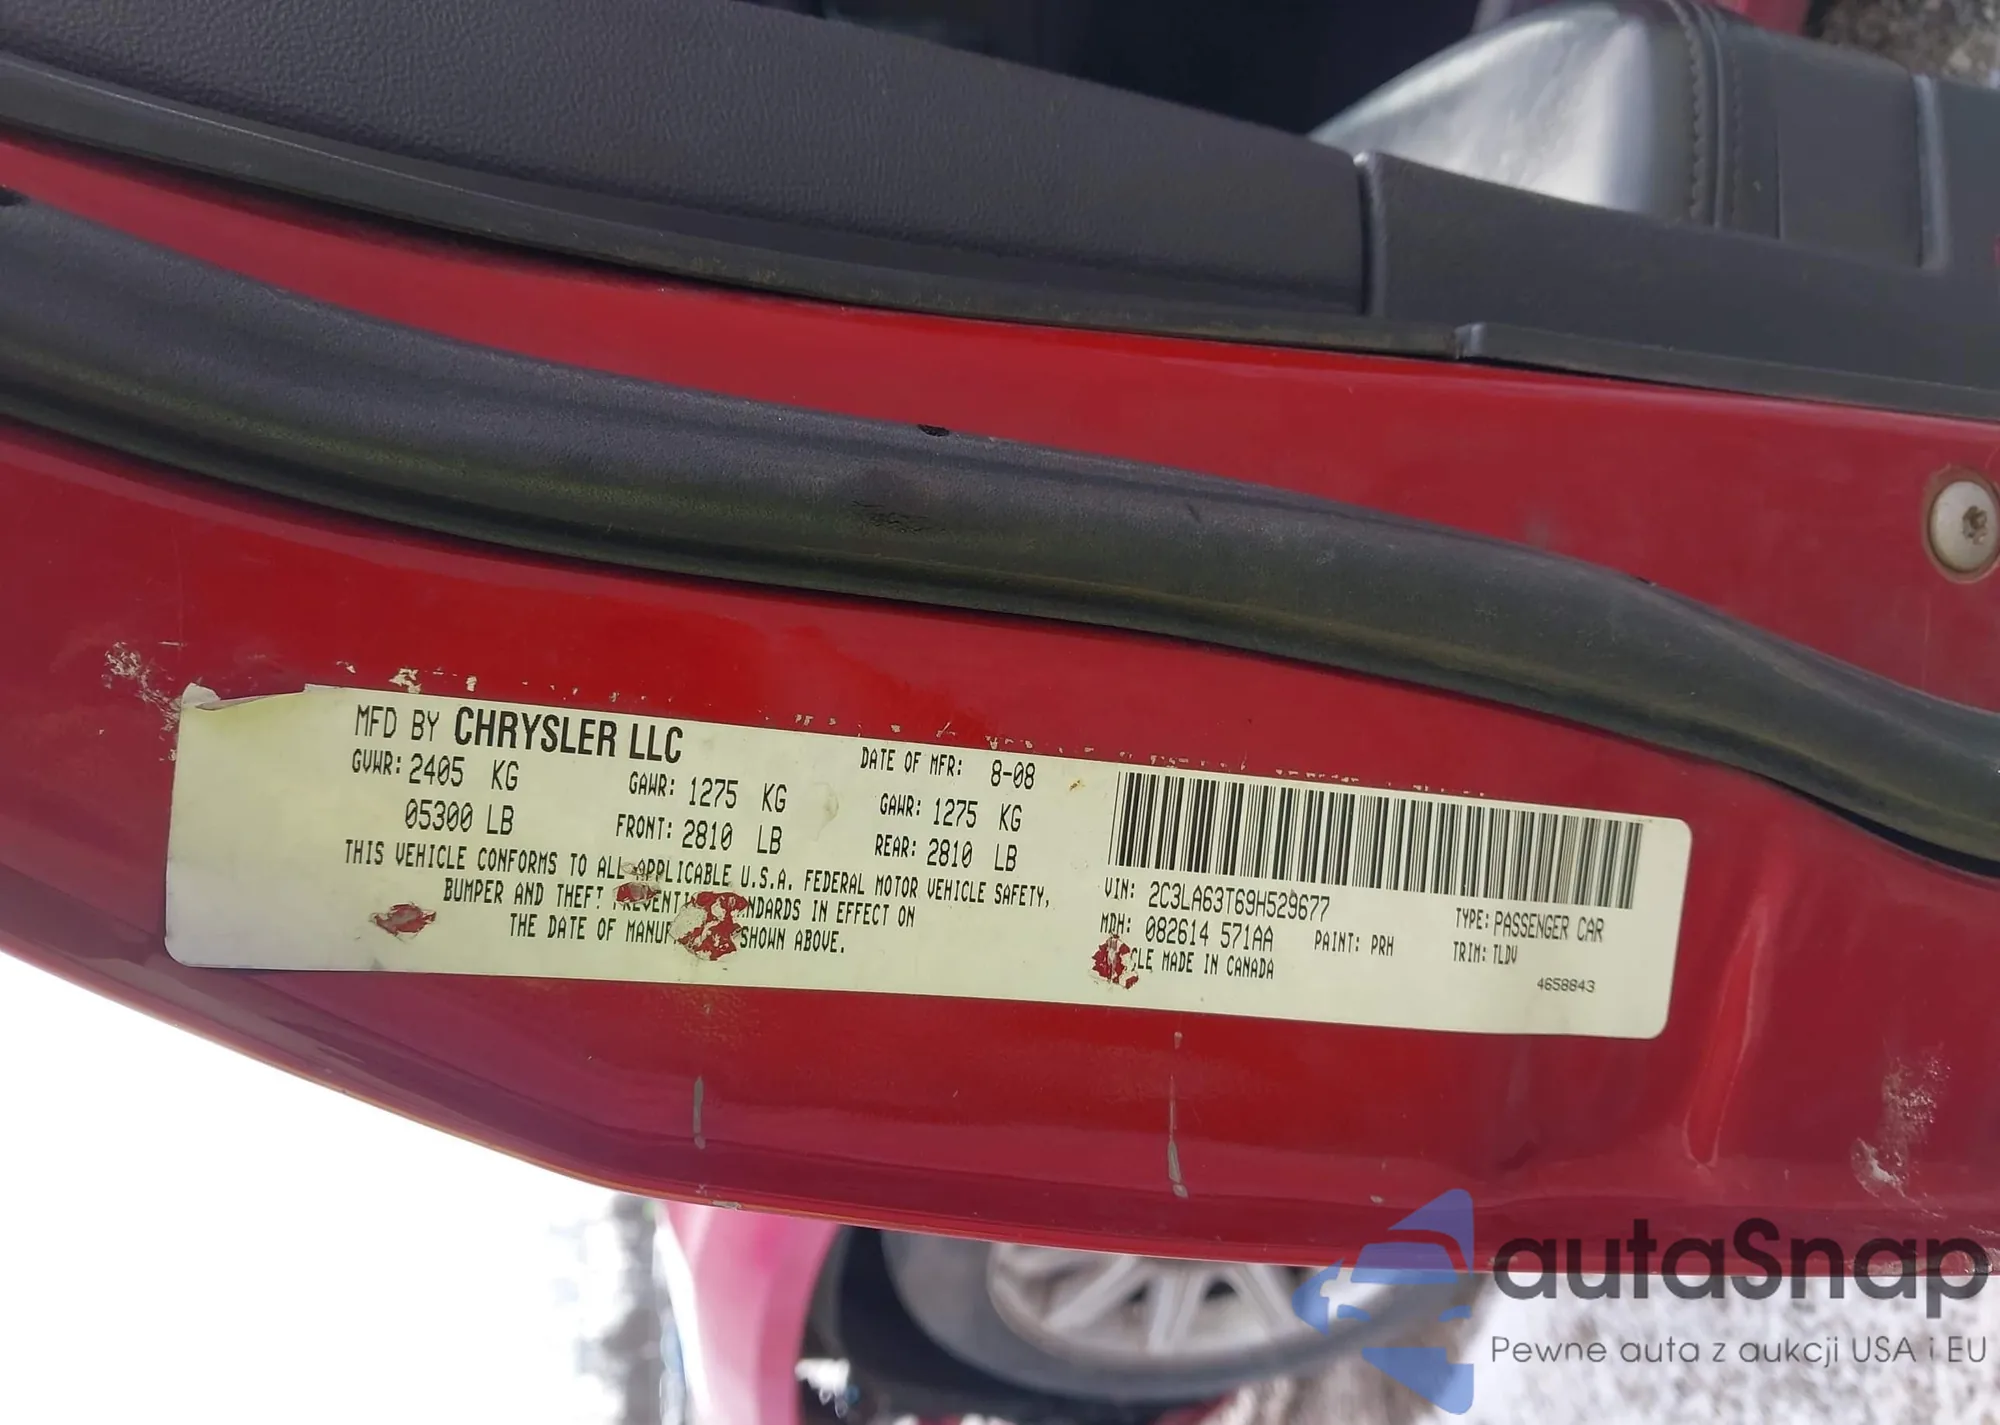 MFD BY CHRYSLER LLC
DATE OF MFR: 8-08
GVWR: 2405 KG
05300 LB
GAWR: 1275 KG
FRONT: 2810 LB
GAWR: 1275 KG
REAR: 2810 LB
THIS VEHICLE CONFORMS TO ALL APPLICABLE U.S.A. FEDERAL MOTOR VEHICLE SAFETY,
BUMPER AND THEFT PREVENTI NDARDS IN EFFECT ON
THE DATE OF MANUF SHOWN ABOVE.
VIN: 2C3LA63T69H529677
TYPE: PASSENGER CAR
MDH: 082614 571AA
PAINT: PRH
TRIM: TLDV
CLE MADE IN CANADA
4658843
autaSnap
Pewne auta z aukcji USA i EU